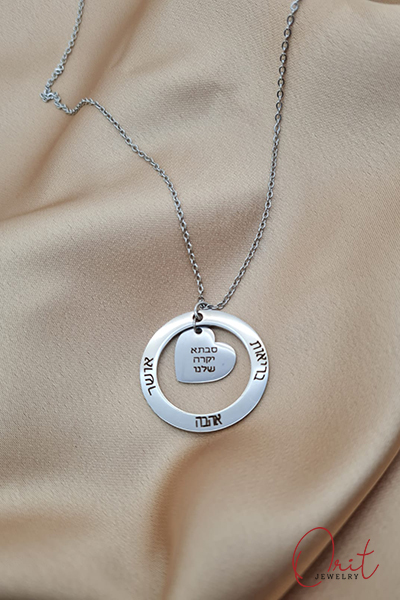 סבתא
יקרה
שלנו
בריאות
אהבה
אושר
Orit
JEWELRY